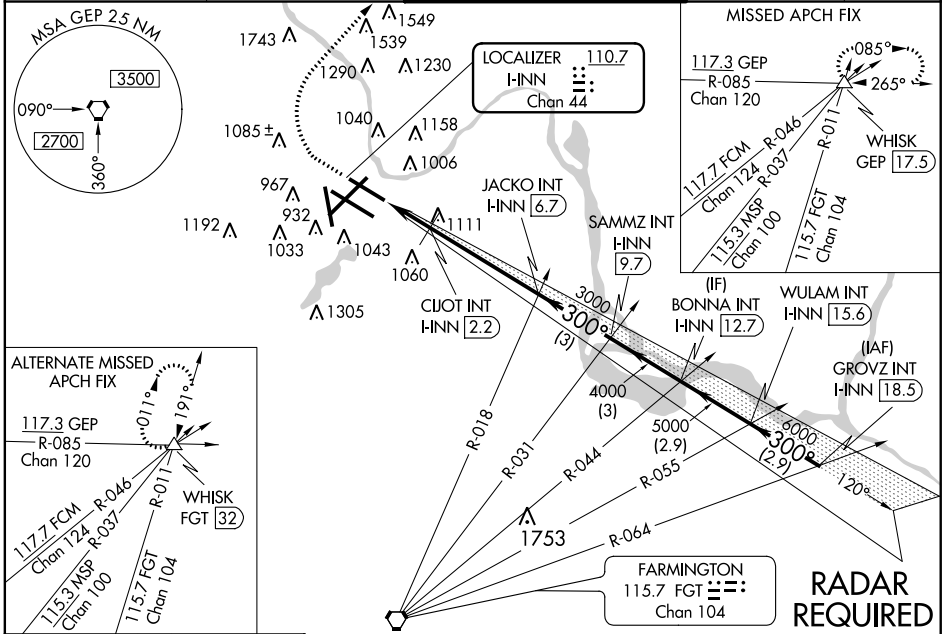 MSA GEP 25 NM
3500
090°
2700
360°
1743
1549
1539
1290
1230
1085 ±
1040
1158
1006
967
932
1192
1033
1043
1111
1060
1305
LOCALIZER 110.7
I-INN
Chan 44
JACKO INT
I-INN 6.7
SAMMZ INT
I-INN
9.7
(IF)
BONNA INT
I-INN 12.7
WULAM INT
I-INN 15.6
(IAF)
GROVZ INT
I-INN 18.5
CIJOT INT
I-INN 2.2
3000
300°
(3)
4000
(3)
5000
(2.9)
6000
300°
(2.9)
120°
R-018
R-031
R-044
R-055
R-064
1753
FARMINGTON
115.7 FGT
Chan 104
RADAR
REQUIRED
MISSED APCH FIX
085°
265°
117.3 GEP
R-085
Chan 120
117.7 FCM R-046
Chan 124
115.3 MSP R-037
Chan 100
115.7 FGT R-011
Chan 104
WHISK
GEP 17.5
ALTERNATE MISSED
APCH FIX
011°
191°
117.3 GEP
R-085
Chan 120
117.7 FCM R-046
Chan 124
115.3 MSP R-037
Chan 100
115.7 FGT R-011
Chan 104
WHISK
FGT 32